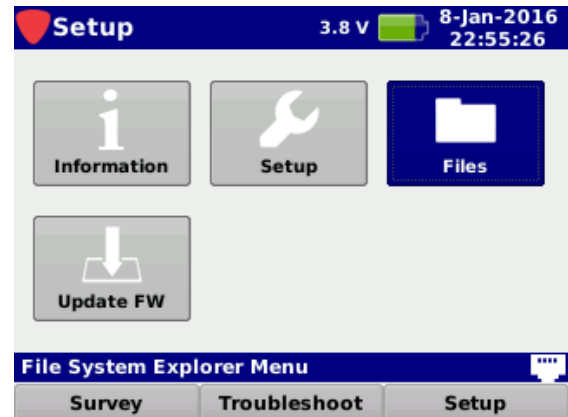 Setup
3.8 V
8-Jan-2016
22:55:26
Information
Setup
Files
Update FW
File System Explorer Menu
Survey
Troubleshoot
Setup